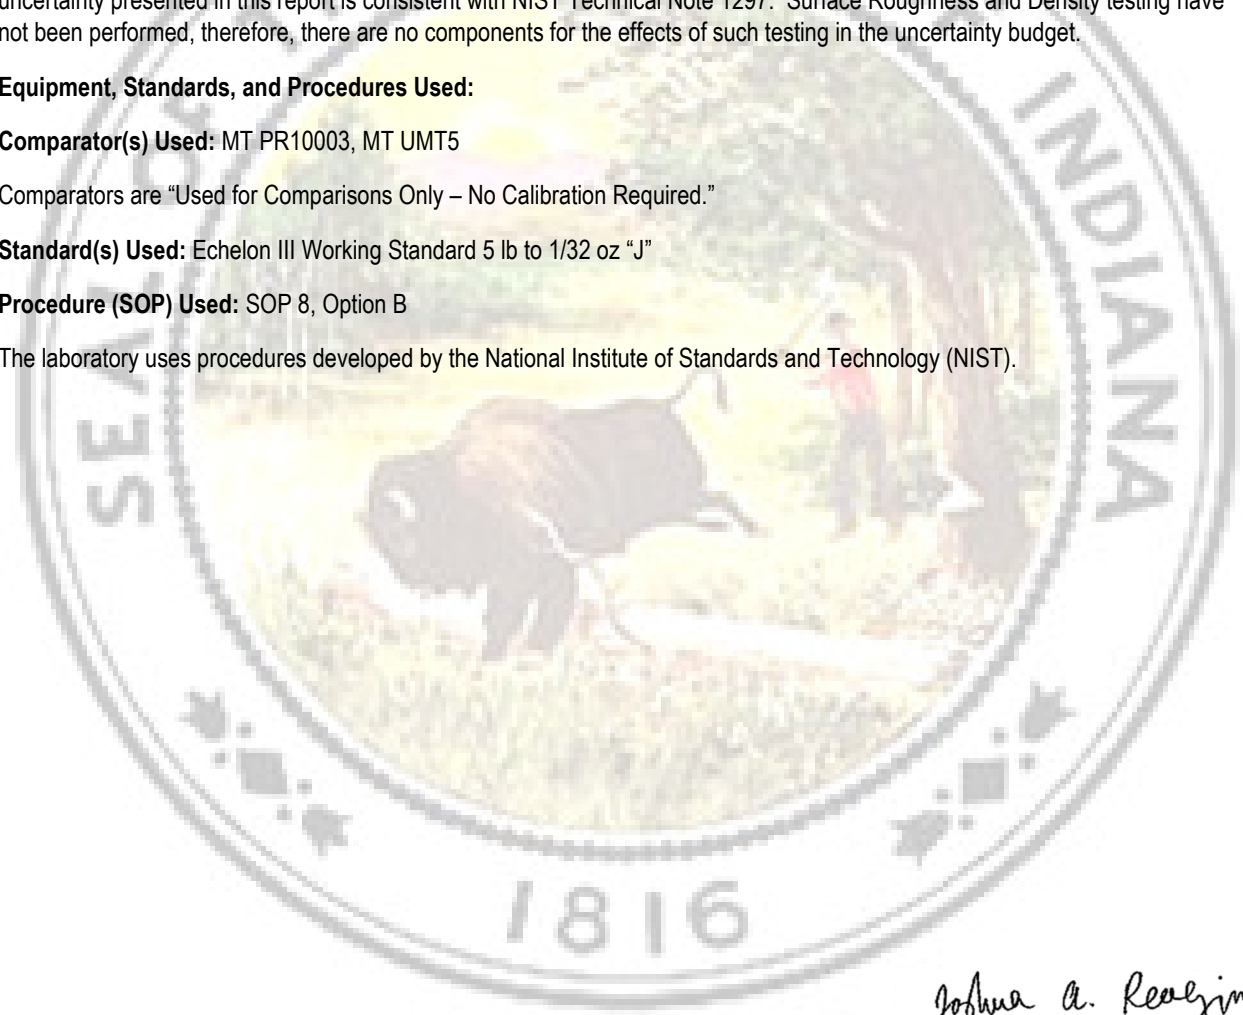 uncertainty presented in this report is consistent with NIST Technical Note 1297. Surface Roughness and Density testing have
not been performed, therefore, there are no components for the effects of such testing in the uncertainty budget.
Equipment, Standards, and Procedures Used:
Comparator(s) Used: MT PR10003, MT UMT5
Comparators are “Used for Comparisons Only – No Calibration Required.”
Standard(s) Used: Echelon III Working Standard 5 lb to 1/32 oz “J”
Procedure (SOP) Used: SOP 8, Option B
The laboratory uses procedures developed by the National Institute of Standards and Technology (NIST).
SEAL OF
INDIANA
1816
Joshua A.